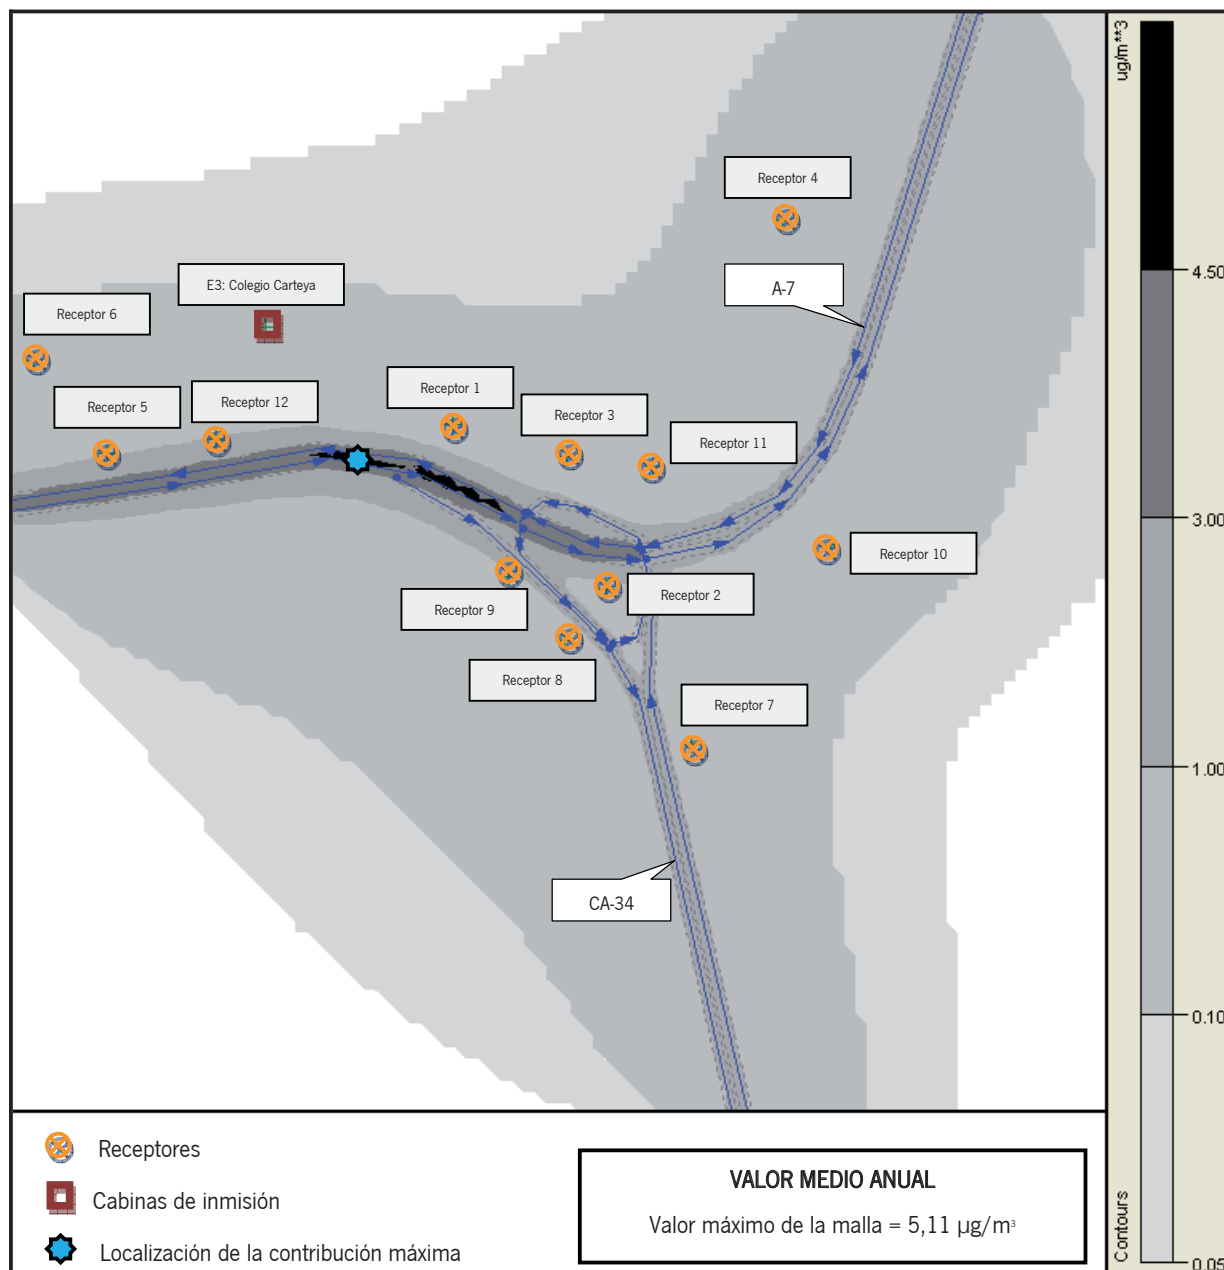 ug/m**3
Receptor 4
A-7
4.50
E3: Colegio Carteya
Receptor 6
Receptor 5
Receptor 12
Receptor 1
Receptor 3
Receptor 11
3.00
Receptor 10
Receptor 9
Receptor 2
Receptor 8
Receptor 7
1.00
CA-34
0.10
Receptores
Cabinas de inmisión
Localización de la contribución máxima
VALOR MEDIO ANUAL
Valor máximo de la malla = 5,11 µg/m³
Contours
0.05